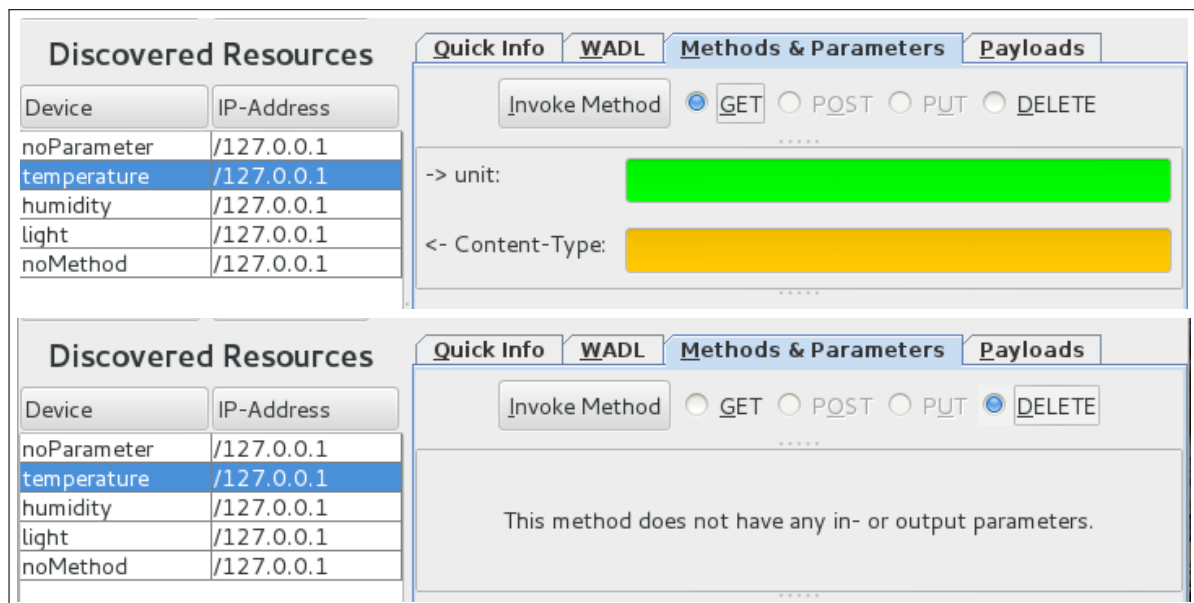 Discovered Resources
Quick Info WADL Methods & Parameters Payloads
Device IP-Address
Invoke Method GET POST PUT DELETE
noParameter /127.0.0.1
temperature /127.0.0.1
humidity /127.0.0.1
light /127.0.0.1
noMethod /127.0.0.1
-> unit:
<- Content-Type:
Discovered Resources
Quick Info WADL Methods & Parameters Payloads
Device IP-Address
Invoke Method GET POST PUT DELETE
noParameter /127.0.0.1
temperature /127.0.0.1
humidity /127.0.0.1
light /127.0.0.1
noMethod /127.0.0.1
This method does not have any in- or output parameters.